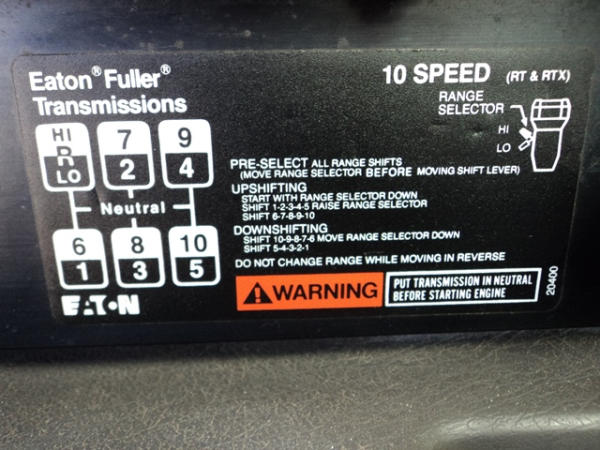 Eaton® Fuller®
Transmissions
10 SPEED (RT & RTX)
RANGE
SELECTOR
HI
LO
HI
R
LO
7
2
9
4
Neutral
6
1
8
3
10
5
EATON
PRE-SELECT ALL RANGE SHIFTS
(MOVE RANGE SELECTOR BEFORE MOVING SHIFT LEVER)
UPSHIFTING
START WITH RANGE SELECTOR DOWN
SHIFT 1-2-3-4-5 RAISE RANGE SELECTOR
SHIFT 6-7-8-9-10
DOWNSHIFTING
SHIFT 10-9-8-7-6 MOVE RANGE SELECTOR DOWN
SHIFT 5-4-3-2-1
DO NOT CHANGE RANGE WHILE MOVING IN REVERSE
WARNING
PUT TRANSMISSION IN NEUTRAL
BEFORE STARTING ENGINE
20400